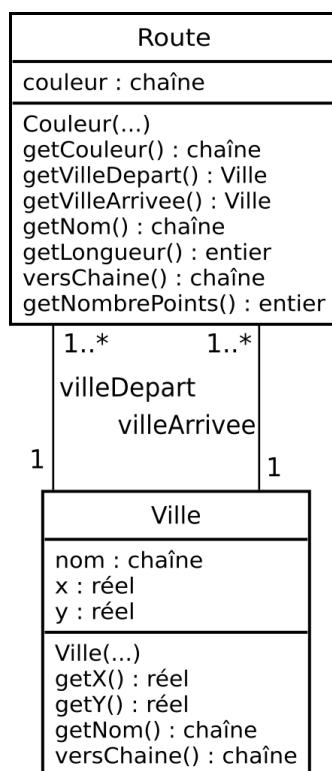 Route
couleur : chaîne
Couleur(...)
getCouleur() : chaîne
getVilleDepart() : Ville
getVilleArrivee() : Ville
getNom() : chaîne
getLongueur() : entier
versChaine() : chaîne
getNombrePoints() : entier
1..* 1..*
villeDepart
villeArrivee
1 1
Ville
nom : chaîne
x : réel
y : réel
Ville(...)
getX() : réel
getY() : réel
getNom() : chaîne
versChaine() : chaîne